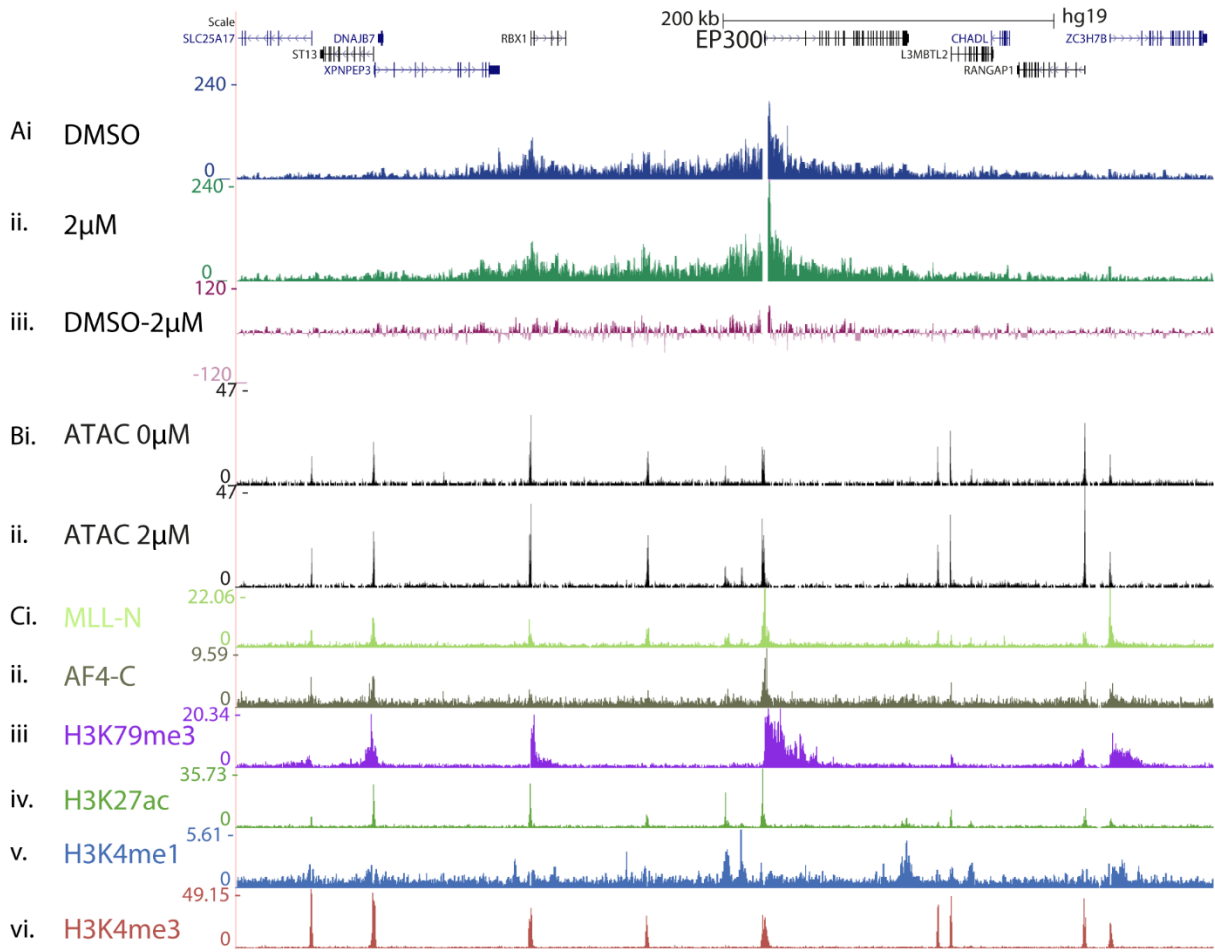 Scale 200 kb hg19
SLC25A17 DNAJB7 RBX1 EP300 CHADL ZC3H7B
ST13 L3MBTL2
XPNPEP3 RANGAP1
240 -
Ai DMSO
0
240 -
ii. 2µM
0
120 -
iii. DMSO-2µM
-120
47 -
Bi. ATAC 0µM
0
47 -
ii. ATAC 2µM
0
22.06 -
Ci. MLL-N
0
9.59 -
ii. AF4-C
0
20.34 -
iii H3K79me3
0
35.73 -
iv. H3K27ac
0
5.61 -
v. H3K4me1
0
49.15 -
vi. H3K4me3
0